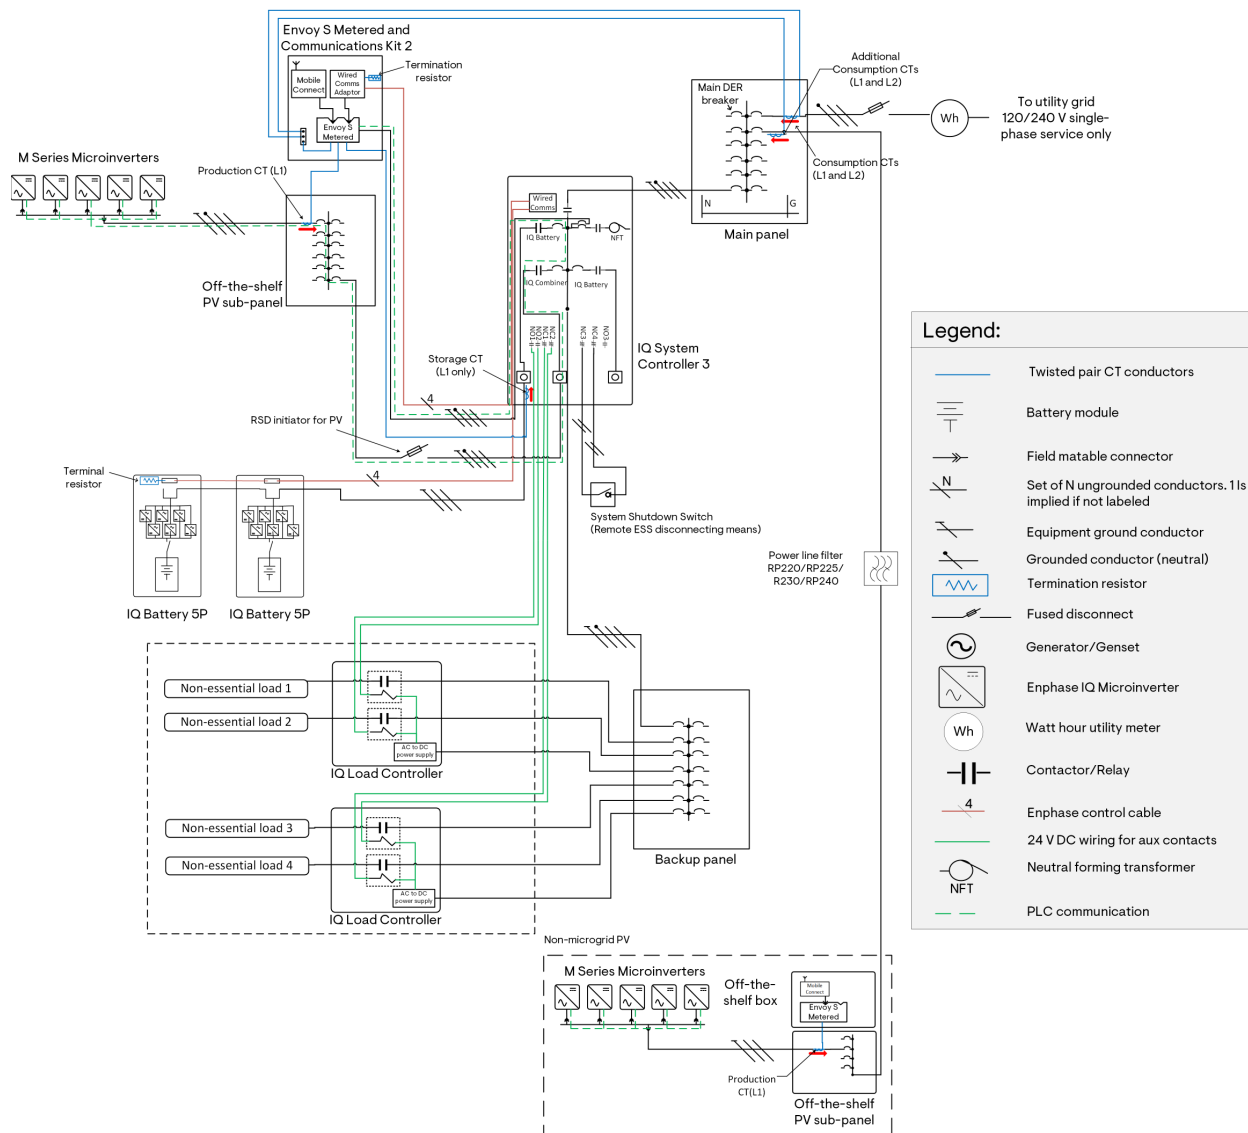 Envoy S Metered and
Communications Kit 2
Mobile
Connect
Wired
Comms
Adaptor
Termination
resistor
Envoy S
Metered
M Series Microinverters
Production CT (L1)
Off-the-shelf
PV sub-panel
Additional
Consumption CTs
(L1 and L2)
Main DER
breaker
Wh
To utility grid
120/240 V single-
phase service only
Consumption CTs
(L1 and L2)
N
G
Main panel
Wired
Comms
IQ Battery
NFT
IQ Combiner
IQ Battery
NO1
NO2
NC1
NC2
NC3
NC4
NO3
IQ System
Controller 3
Storage CT
(L1 only)
4
RSD initiator for PV
Terminal
resistor
4
IQ Battery 5P
IQ Battery 5P
System Shutdown Switch
(Remote ESS disconnecting means)
Power line filter
RP220/RP225/
R230/RP240
Non-essential load 1
Non-essential load 2
AC to DC
power supply
IQ Load Controller
Non-essential load 3
Non-essential load 4
AC to DC
power supply
IQ Load Controller
Backup panel
Non-microgrid PV
M Series Microinverters
Off-the-
shelf box
Mobile
Connect
Envoy S
Metered
Production
CT(L1)
Off-the-shelf
PV sub-panel
Legend:
Twisted pair CT conductors
Battery module
Field matable connector
N
Set of N ungrounded conductors. 1 Is
implied if not labeled
Equipment ground conductor
Grounded conductor (neutral)
Termination resistor
Fused disconnect
Generator/Genset
Enphase IQ Microinverter
Wh
Watt hour utility meter
Contactor/Relay
4
Enphase control cable
24 V DC wiring for aux contacts
Neutral forming transformer
NFT
PLC communication